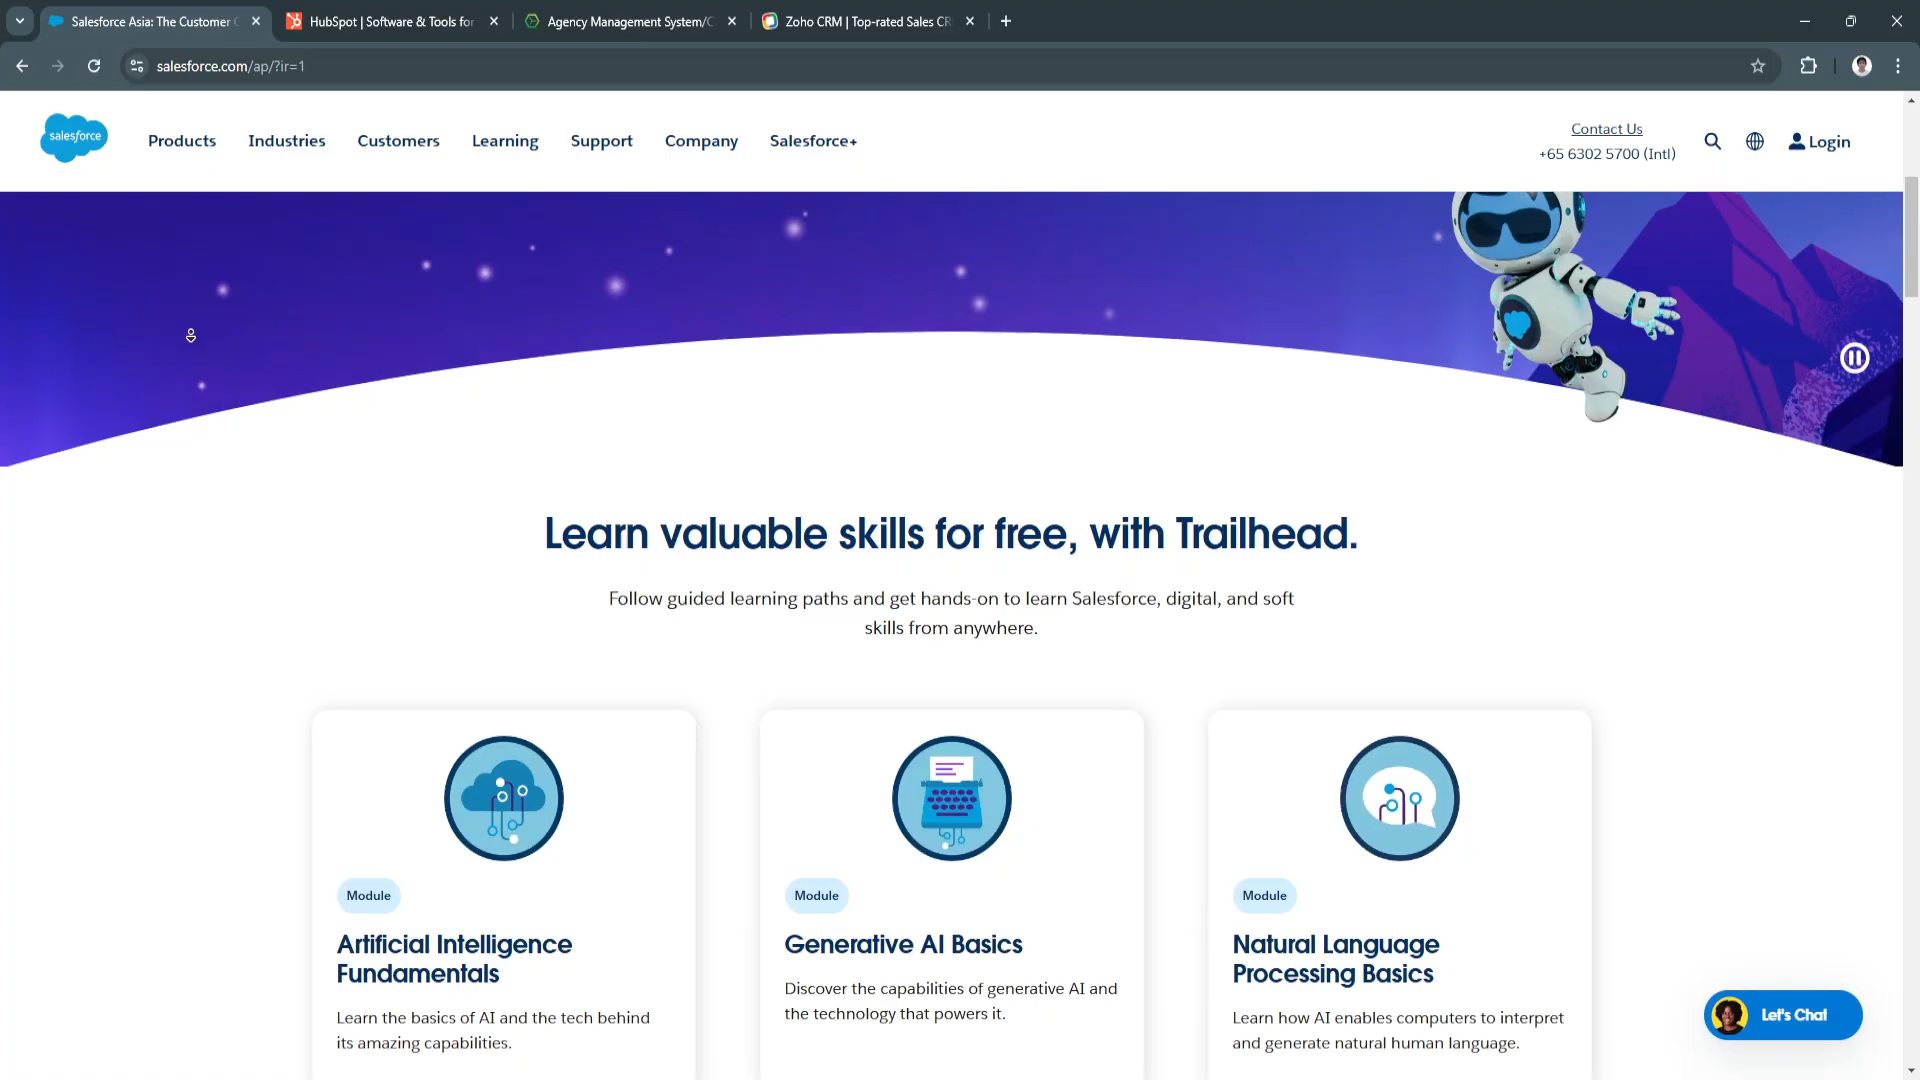 Salesforce Asia: The Customer C
HubSpot | Software & Tools for
Agency Management System/C
Zoho CRM | Top-rated Sales CR
salesforce.com/ap/?ir=1
salesforce
Products
Industries
Customers
Learning
Support
Company
Salesforce+
Contact Us
+65 6302 5700 (Intl)
Login
Learn valuable skills for free, with Trailhead.
Follow guided learning paths and get hands-on to learn Salesforce, digital, and soft
skills from anywhere.
Module
Artificial Intelligence
Fundamentals
Learn the basics of AI and the tech behind
its amazing capabilities.
Module
Generative AI Basics
Discover the capabilities of generative AI and
the technology that powers it.
Module
Natural Language
Processing Basics
Learn how AI enables computers to interpret
and generate natural human language.
Let's Chat